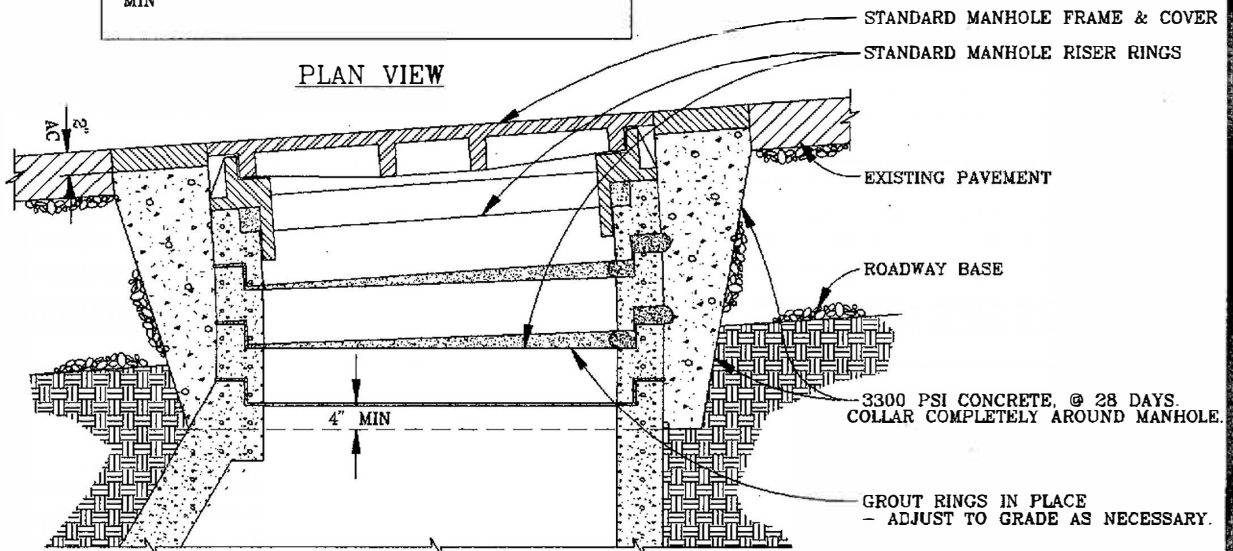 MIN
STANDARD MANHOLE FRAME & COVER
STANDARD MANHOLE RISER RINGS
PLAN VIEW
2"
AC
EXISTING PAVEMENT
ROADWAY BASE
3300 PSI CONCRETE, @ 28 DAYS.
COLLAR COMPLETELY AROUND MANHOLE.
4" MIN
GROUT RINGS IN PLACE
- ADJUST TO GRADE AS NECESSARY.